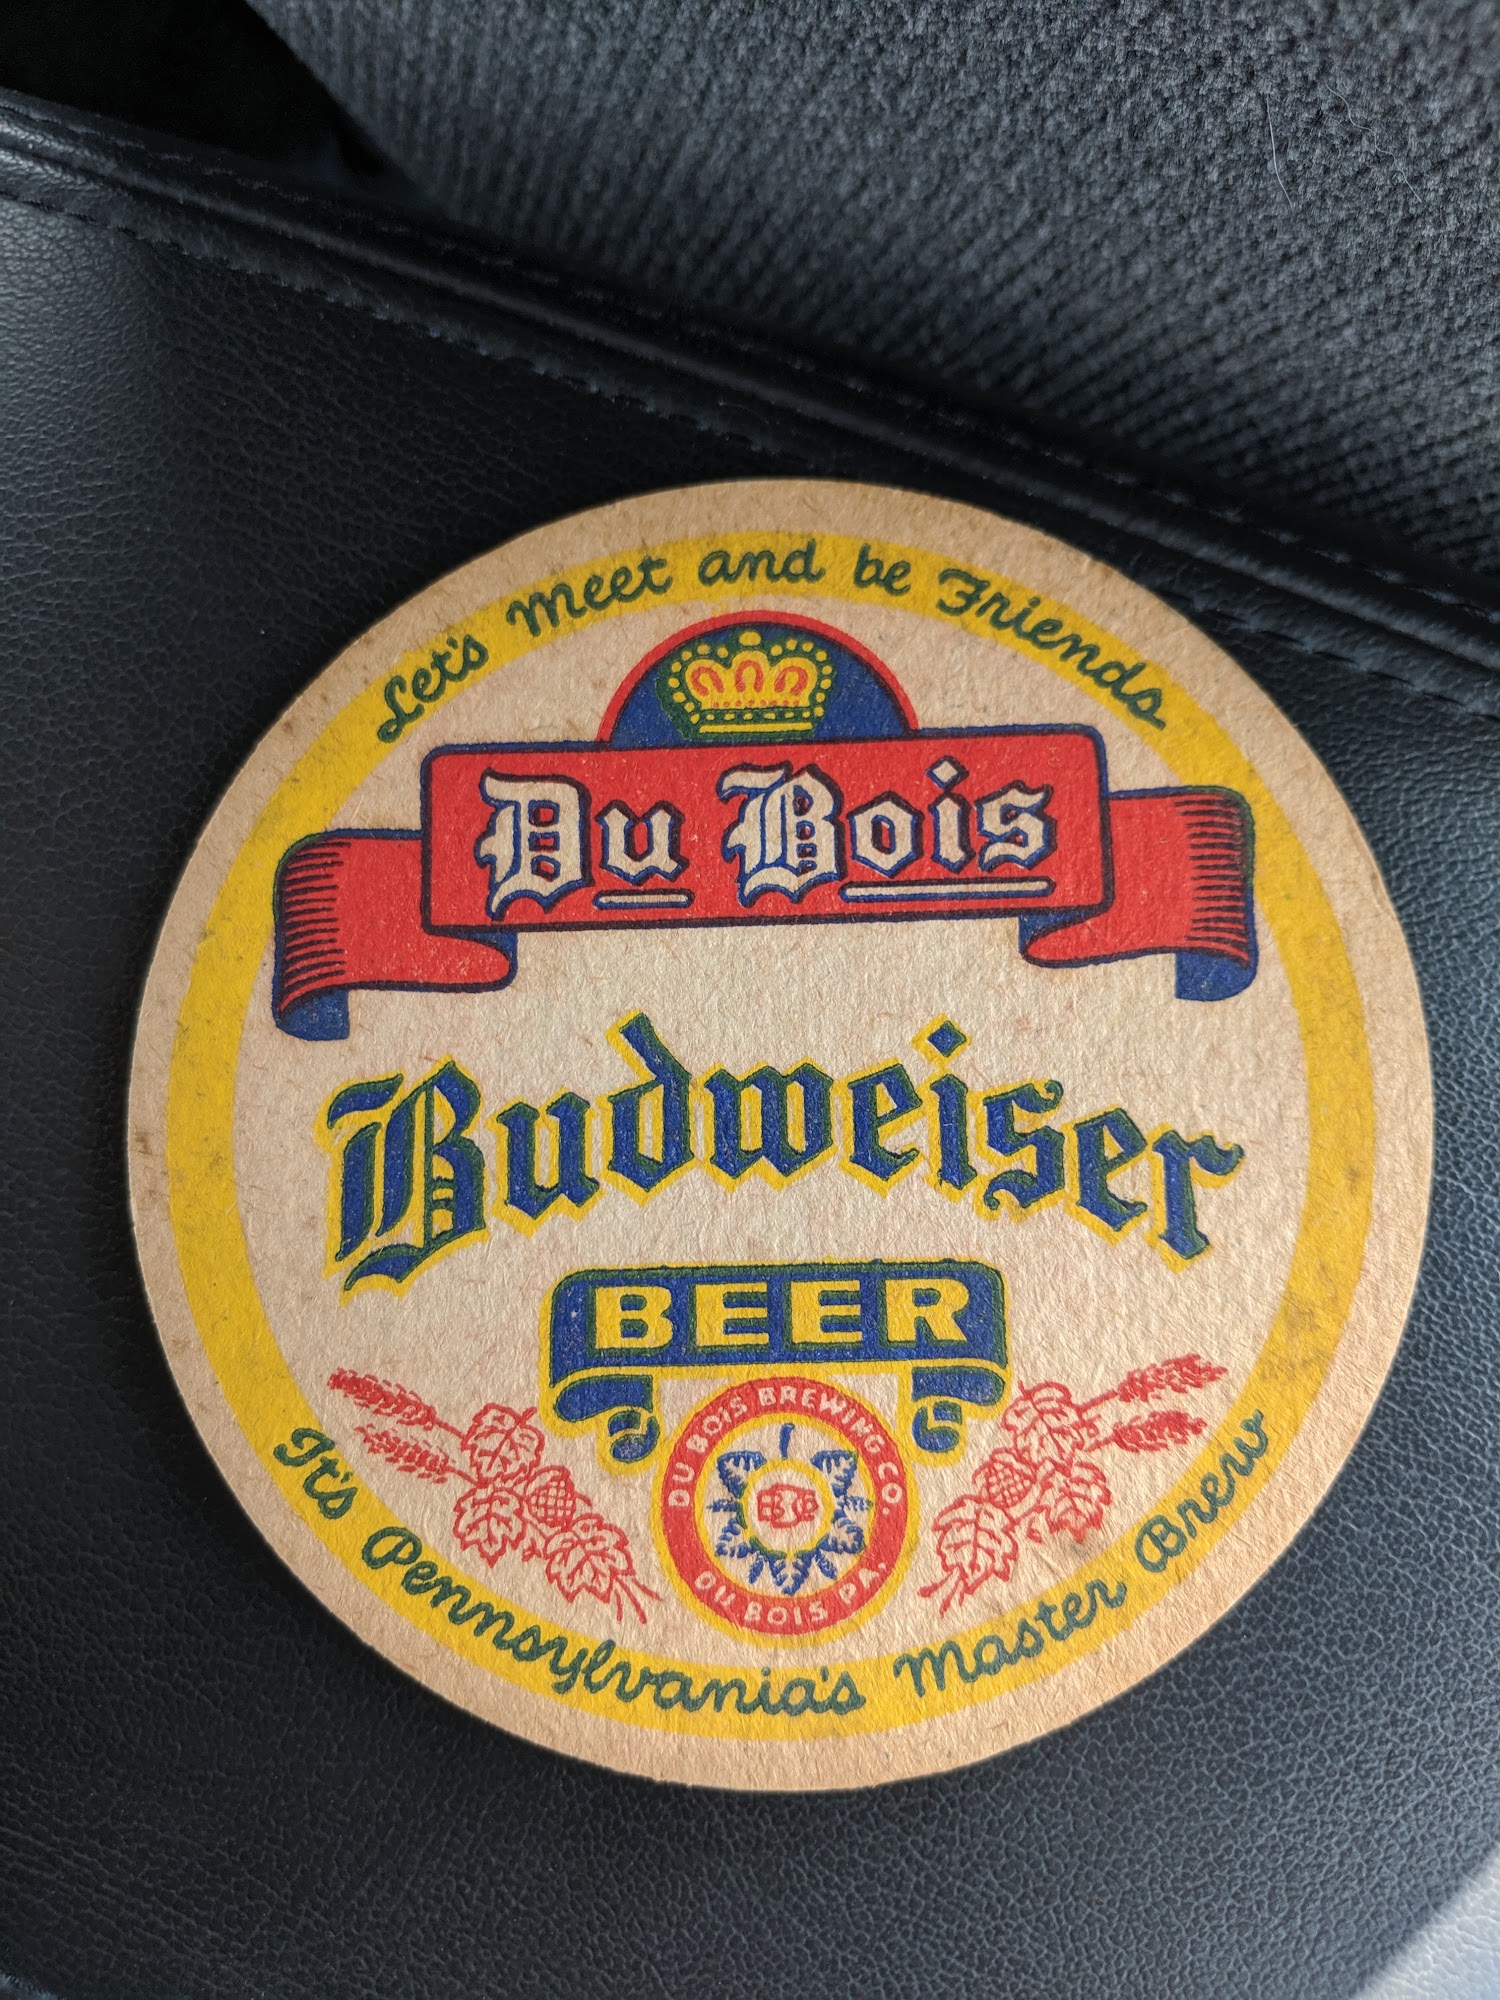 Let's Meet and be Friends
Du Bois
Budweiser
BEER
DU BOIS BREWING CO.
DU BOIS PA.
It's Pennsylvania's Master Brew